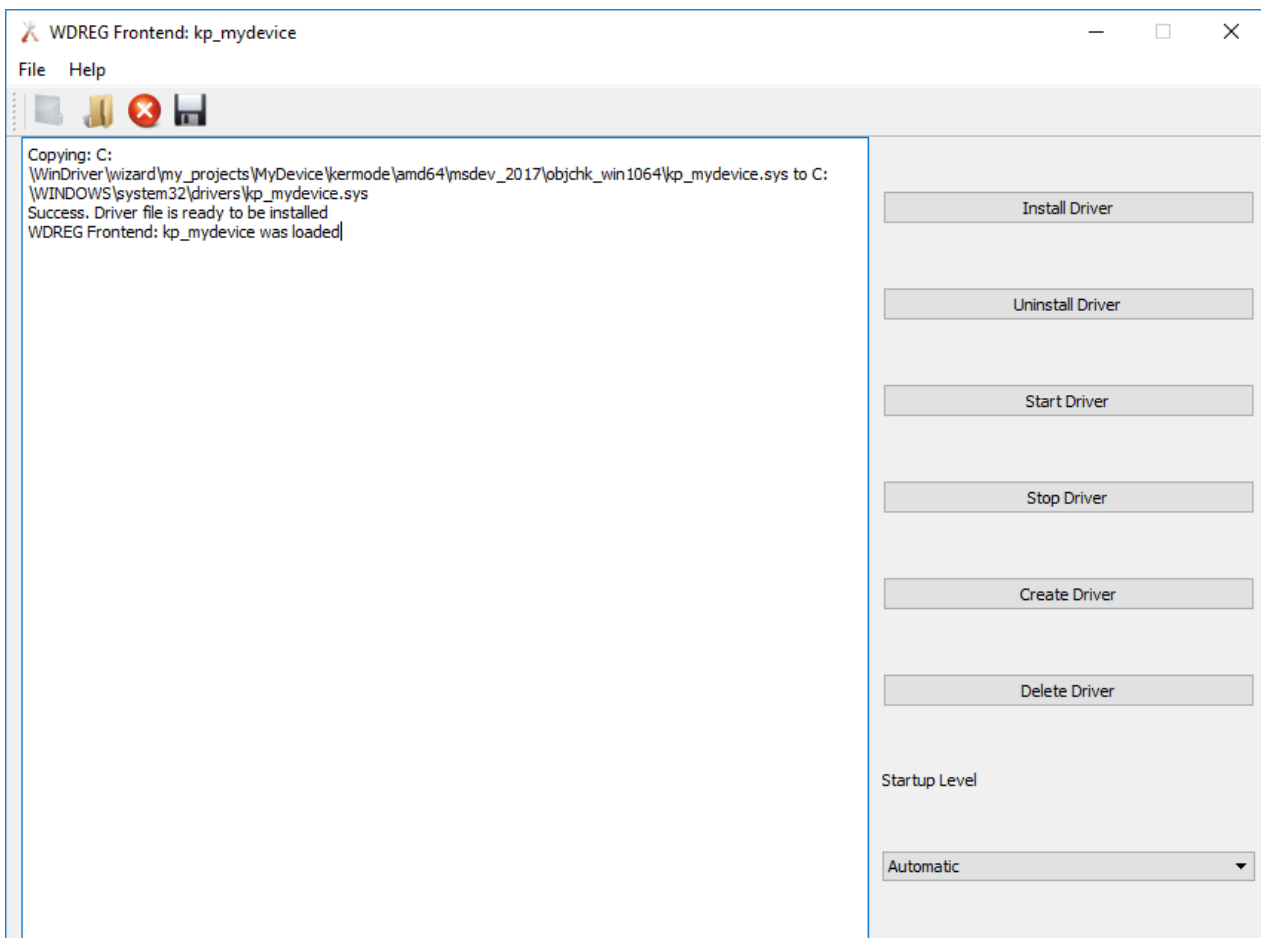 WDREG Frontend: kp_mydevice
File Help
Copying: C:
\WinDriver\wizard\my_projects\MyDevice\kermode\amd64\msdev_2017\objchk_win1064\kp_mydevice.sys to C:
\WINDOWS\system32\drivers\kp_mydevice.sys
Success. Driver file is ready to be installed
WDREG Frontend: kp_mydevice was loaded
Install Driver
Uninstall Driver
Start Driver
Stop Driver
Create Driver
Delete Driver
Startup Level
Automatic